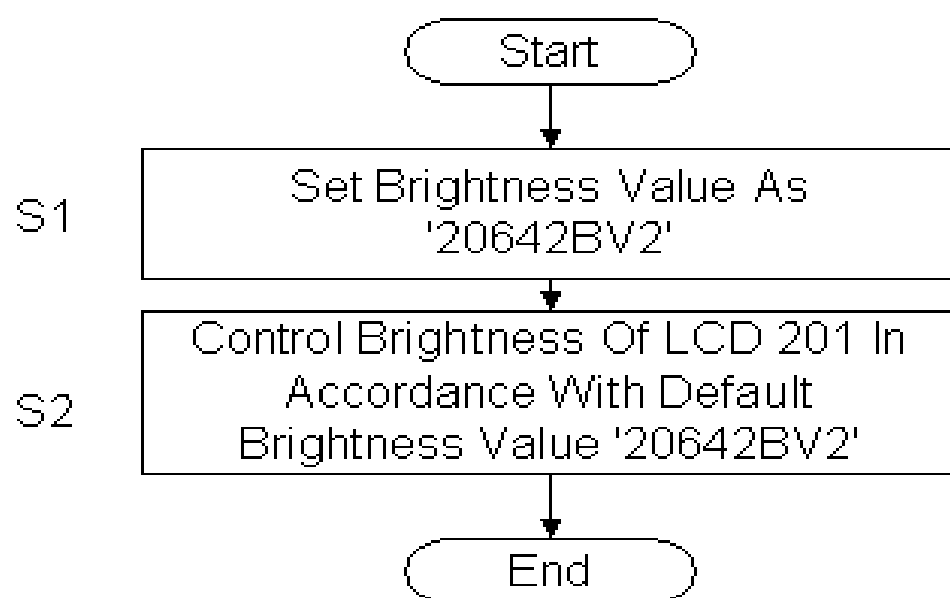 Start
S1
Set Brightness Value As
'20642BV2'
S2
Control Brightness Of LCD 201 In
Accordance With Default
Brightness Value '20642BV2'
End